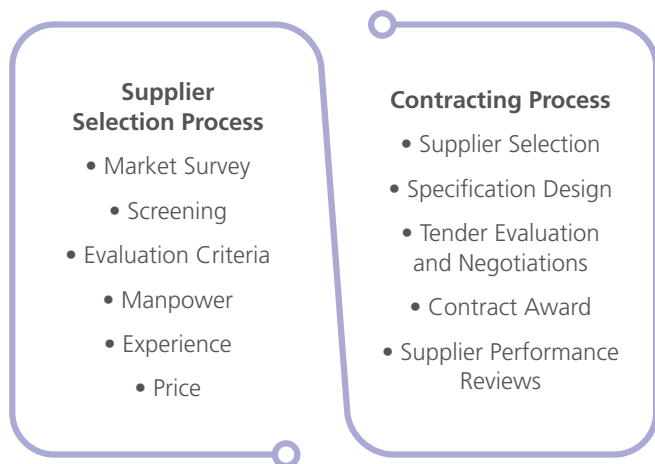 Supplier
Selection Process
• Market Survey
• Screening
• Evaluation Criteria
• Manpower
• Experience
• Price
Contracting Process
• Supplier Selection
• Specification Design
• Tender Evaluation
and Negotiations
• Contract Award
• Supplier Performance
Reviews